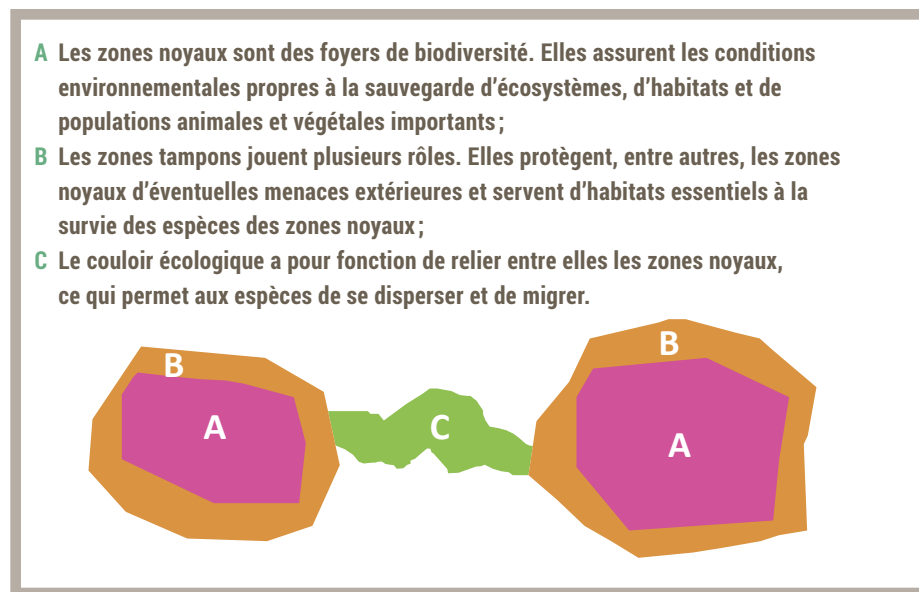 A Les zones noyaux sont des foyers de biodiversité. Elles assurent les conditions
environnementales propres à la sauvegarde d’écosystèmes, d’habitats et de
populations animales et végétales importants ;
B Les zones tampons jouent plusieurs rôles. Elles protègent, entre autres, les zones
noyaux d’éventuelles menaces extérieures et servent d’habitats essentiels à la
survie des espèces des zones noyaux ;
C Le couloir écologique a pour fonction de relier entre elles les zones noyaux,
ce qui permet aux espèces de se disperser et de migrer.
B
A
C
B
A